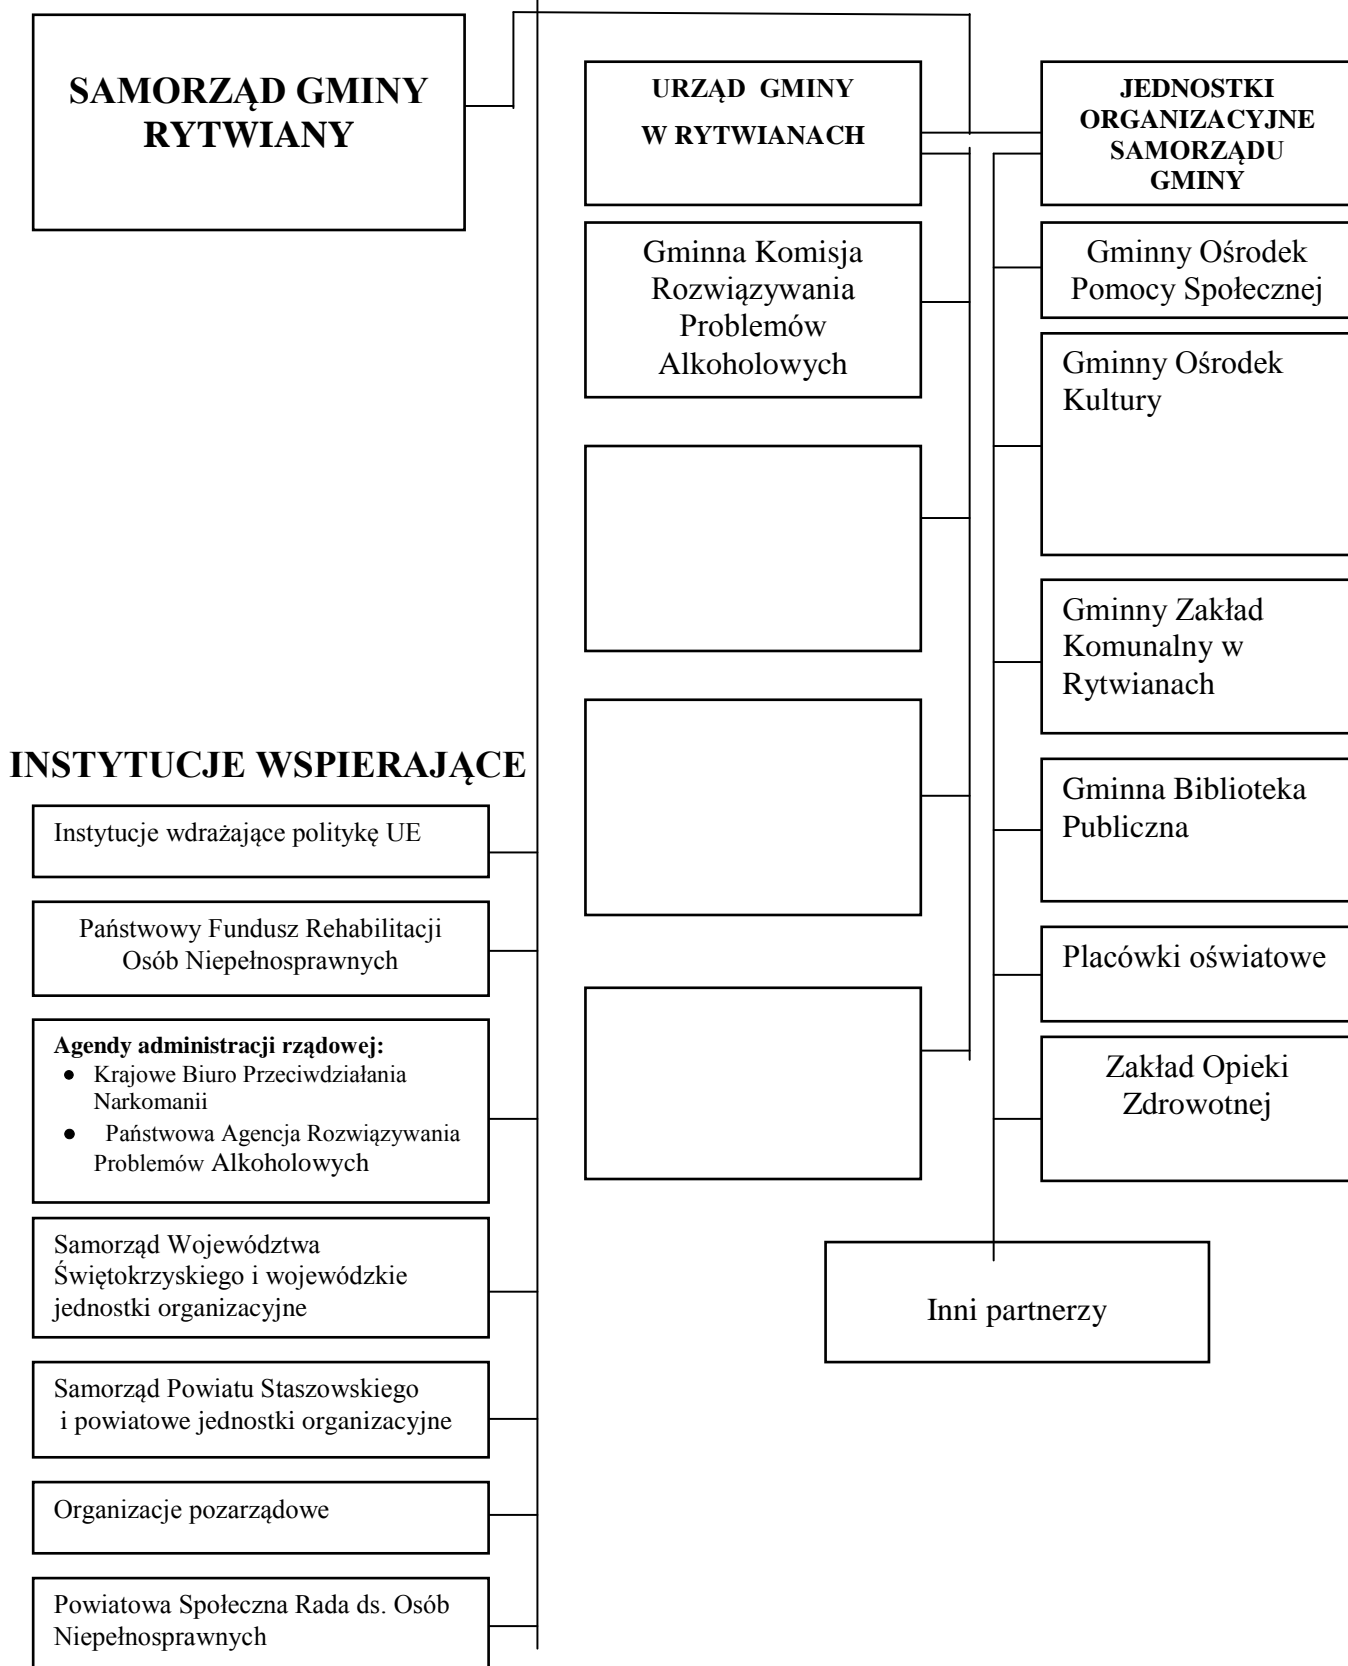 SAMORZĄD GMINY
RYTWIANY
URZĄD GMINY
W RYTWIANACH
JEDNOSTKI
ORGANIZACYJNE
SAMORZĄDU
GMINY
Gminna Komisja
Rozwiązywania
Problemów
Alkoholowych
Gminny Ośrodek
Pomocy Społecznej
Gminny Ośrodek
Kultury
Gminny Zakład
Komunalny w
Rytwianach
Gminna Biblioteka
Publiczna
Placówki oświatowe
Zakład Opieki
Zdrowotnej
Inni partnerzy
INSTYTUCJE WSPIERAJĄCE
Instytucje wdrażające politykę UE
Państwowy Fundusz Rehabilitacji
Osób Niepełnosprawnych
Agendy administracji rządowej:
● Krajowe Biuro Przeciwdziałania
Narkomanii
● Państwowa Agencja Rozwiązywania
Problemów Alkoholowych
Samorząd Województwa
Świętokrzyskiego i wojewódzkie
jednostki organizacyjne
Samorząd Powiatu Staszowskiego
i powiatowe jednostki organizacyjne
Organizacje pozarządowe
Powiatowa Społeczna Rada ds. Osób
Niepełnosprawnych